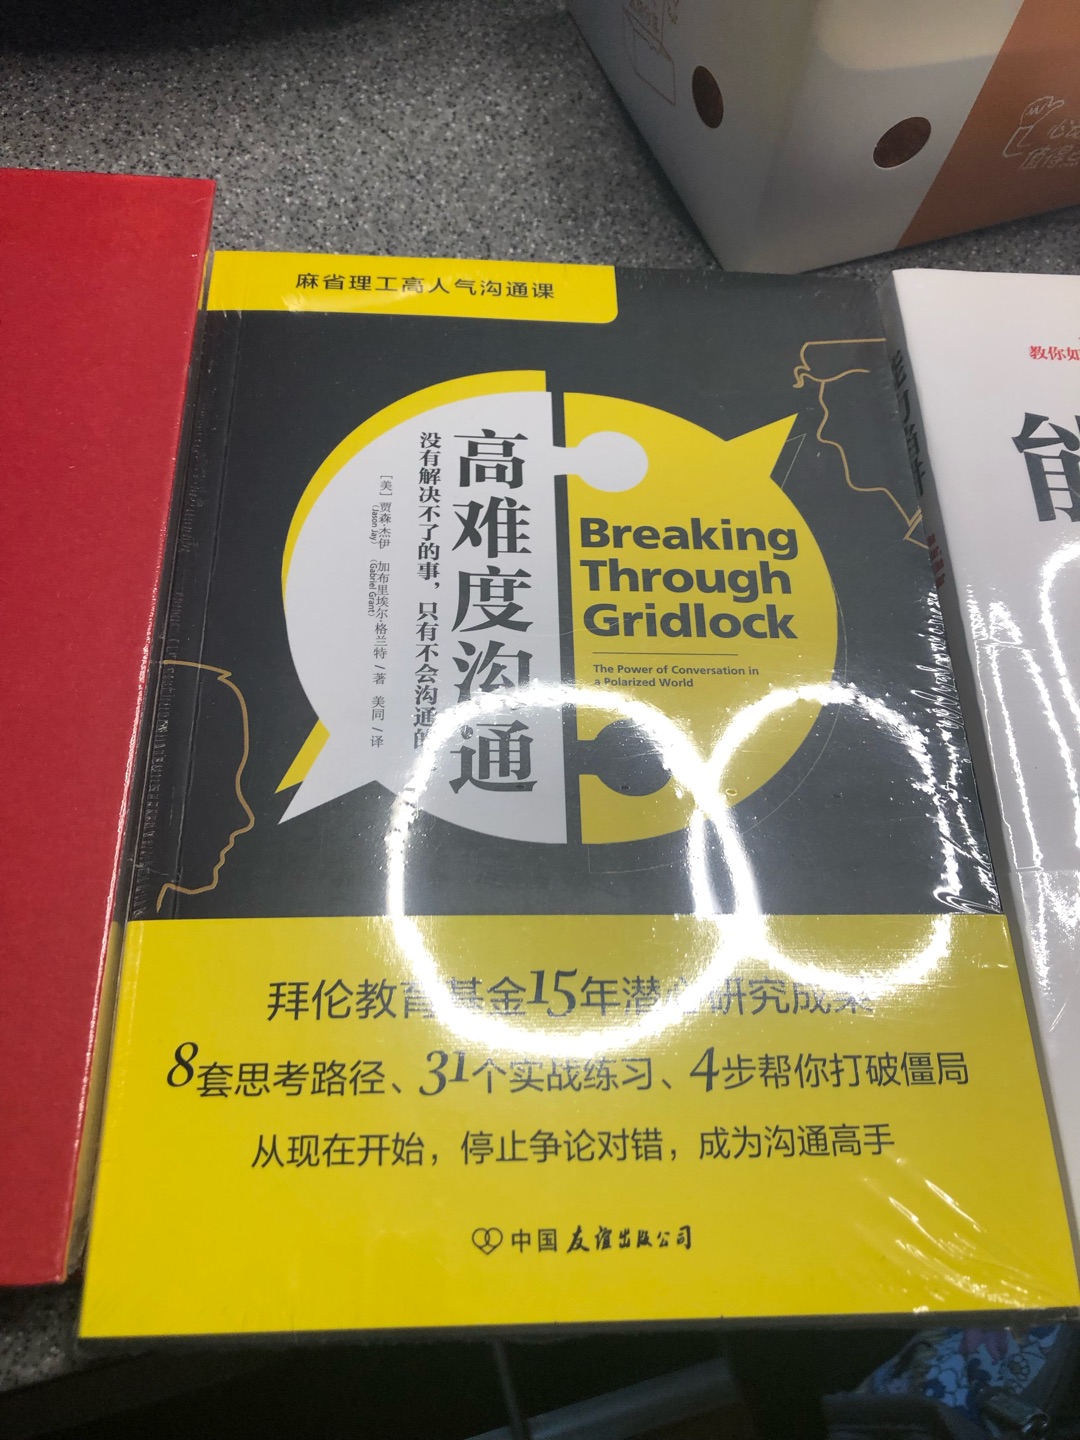 麻省理工高人气沟通课
高难度沟通
没有解决不了的事，只有不会沟通的
[美] 贾森·杰伊 加布里埃尔·格兰特 / 著 美同 / 译
(Jason Jay) (Gabriel Grant)
Breaking
Through
Gridlock
The Power of Conversation in
a Polarized World
拜伦教育基金15年潜心研究成果
8套思考路径、31个实战练习、4步帮你打破僵局
从现在开始，停止争论对错，成为沟通高手
中国友谊出版公司
教你如
能